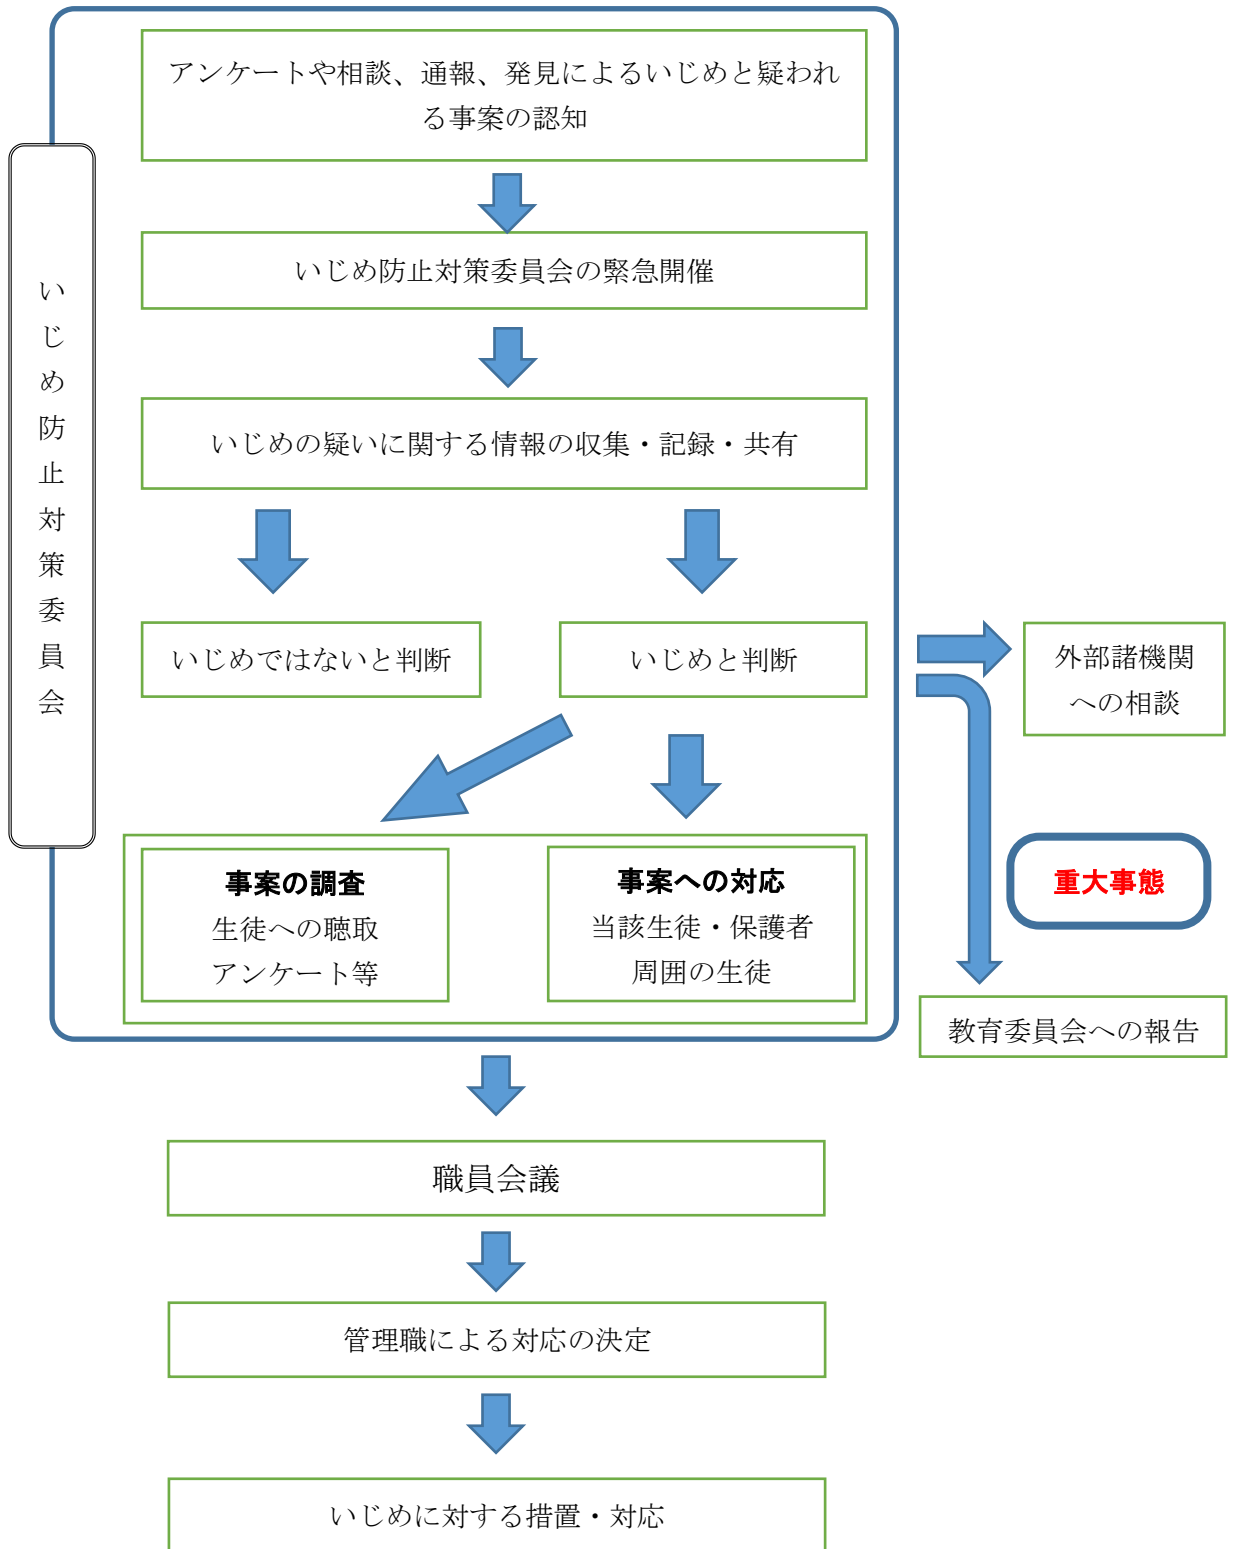 アンケートや相談、通報、発見によるいじめと疑われ
る事案の認知
いじめ防止対策委員会
いじめ防止対策委員会の緊急開催
いじめの疑いに関する情報の収集・記録・共有
いじめではないと判断
いじめと判断
外部諸機関
への相談
事案の調査
生徒への聴取
アンケート等
事案への対応
当該生徒・保護者
周囲の生徒
重大事態
教育委員会への報告
職員会議
管理職による対応の決定
いじめに対する措置・対応